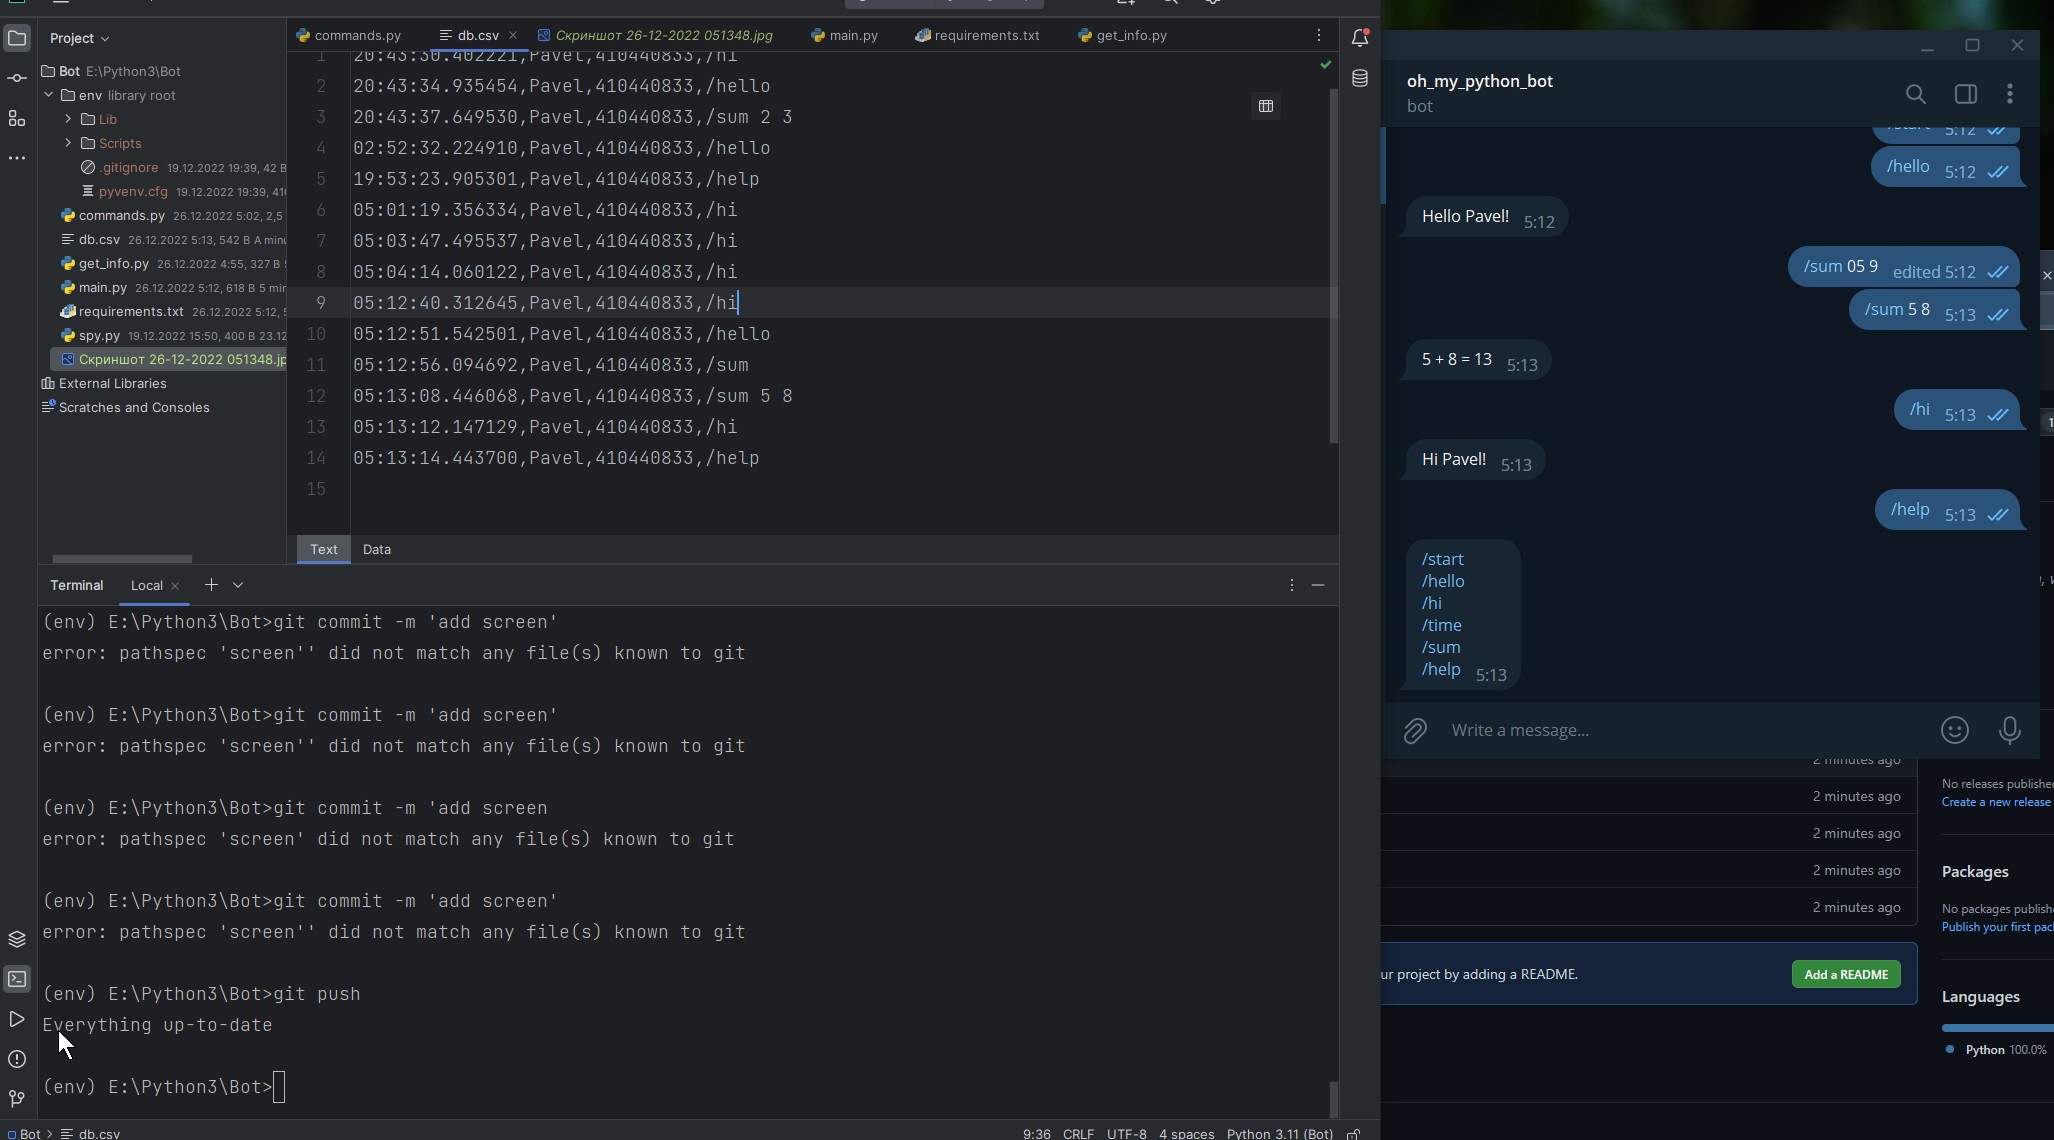 Project
Bot E:\Python3\Bot
env library root
Lib
Scripts
.gitignore 19.12.2022 19:39, 42 B
pyvenv.cfg 19.12.2022 19:39,
commands.py 26.12.2022 5:02, 2,5
db.csv 26.12.2022 5:13, 542 B A
get_info.py 26.12.2022 4:55, 327 B
main.py 26.12.2022 5:12, 618 B 5
requirements.txt 26.12.2022 5:12,
spy.py 19.12.2022 15:50, 400 B 23.12
Скриншот 26-12-2022 051348.jp
External Libraries
Scratches and Consoles
commands.py db.csv Скриншот 26-12-2022 051348.jpg main.py requirements.txt get_info.py
1 20:43:30.402221,Pavel,410440833,/hi
2 20:43:34.935454,Pavel,410440833,/hello
3 20:43:37.649530,Pavel,410440833,/sum 2 3
4 02:52:32.224910,Pavel,410440833,/hello
5 19:53:23.905301,Pavel,410440833,/help
6 05:01:19.356334,Pavel,410440833,/hi
7 05:03:47.495537,Pavel,410440833,/hi
8 05:04:14.060122,Pavel,410440833,/hi
9 05:12:40.312645,Pavel,410440833,/hi
10 05:12:51.542501,Pavel,410440833,/hello
11 05:12:56.094692,Pavel,410440833,/sum
12 05:13:08.446068,Pavel,410440833,/sum 5 8
13 05:13:12.147129,Pavel,410440833,/hi
14 05:13:14.443700,Pavel,410440833,/help
15
Text Data
Terminal Local
(env) E:\Python3\Bot>git commit -m 'add screen'
error: pathspec 'screen'' did not match any file(s) known to git
(env) E:\Python3\Bot>git commit -m 'add screen'
error: pathspec 'screen'' did not match any file(s) known to git
(env) E:\Python3\Bot>git commit -m 'add screen
error: pathspec 'screen' did not match any file(s) known to git
(env) E:\Python3\Bot>git commit -m 'add screen'
error: pathspec 'screen'' did not match any file(s) known to git
(env) E:\Python3\Bot>git push
Everything up-to-date
(env) E:\Python3\Bot>
Bot > db.csv
9:36 CRLF UTF-8 4 spaces Python 3.11 (Bot)
oh_my_python_bot
bot
/start 5:12
/hello 5:12
Hello Pavel! 5:12
/sum 05 9 edited 5:12
/sum 5 8 5:13
5 + 8 = 13 5:13
/hi 5:13
Hi Pavel! 5:13
/help 5:13
/start
/hello
/hi
/time
/sum
/help 5:13
Write a message...
2 minutes ago
2 minutes ago
2 minutes ago
2 minutes ago
2 minutes ago
ur project by adding a README.
Add a README
No releases published
Create a new release
Packages
No packages publish
Publish your first pac
Languages
Python 100.0%